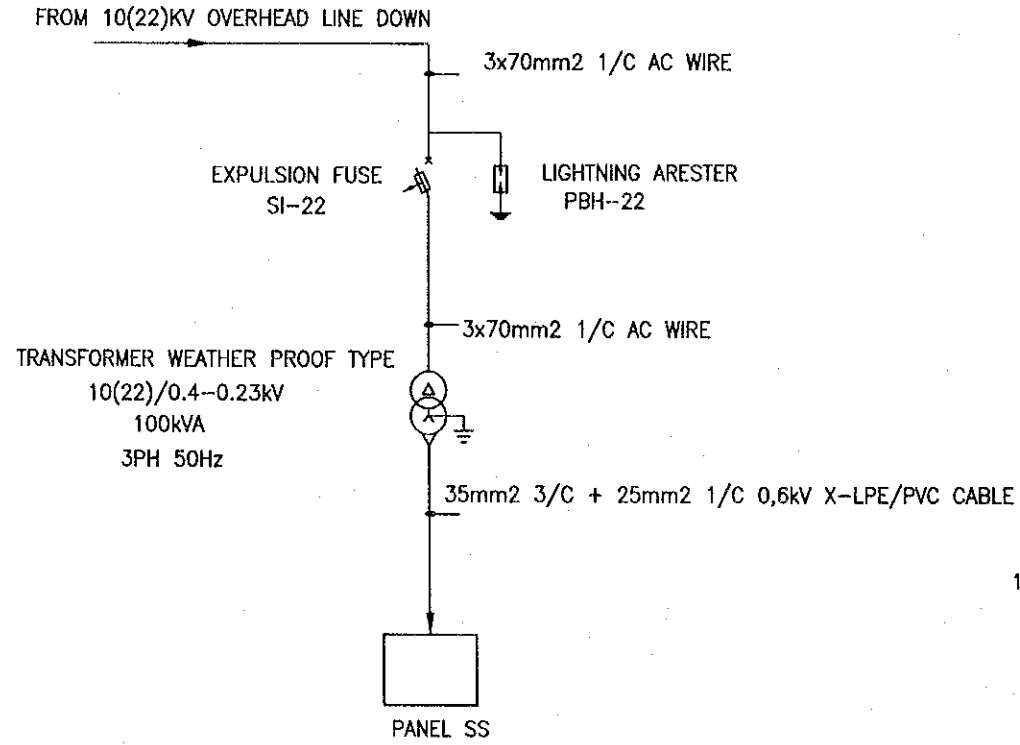 FROM 10(22)KV OVERHEAD LINE DOWN
3x70mm2 1/C AC WIRE
EXPULSION FUSE
SI-22
LIGHTNING ARESTER
PBH--22
3x70mm2 1/C AC WIRE
TRANSFORMER WEATHER PROOF TYPE
10(22)/0.4-0.23kV
100kVA
3PH 50Hz
35mm2 3/C + 25mm2 1/C 0,6kV X-LPE/PVC CABLE
1
PANEL SS